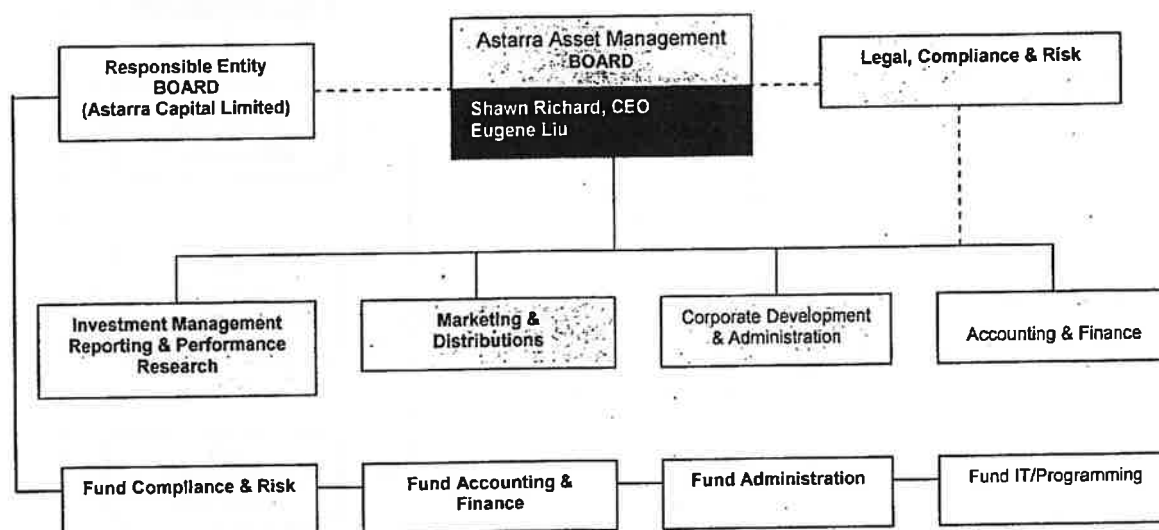 Responsible Entity
BOARD
(Astarra Capital Limited)
Astarra Asset Management
BOARD
Shawn Richard, CEO
Eugene Liu
Legal, Compliance & Risk
Investment Management
Reporting & Performance
Research
Marketing &
Distributions
Corporate Development
& Administration
Accounting & Finance
Fund Compliance & Risk
Fund Accounting &
Finance
Fund Administration
Fund IT/Programming